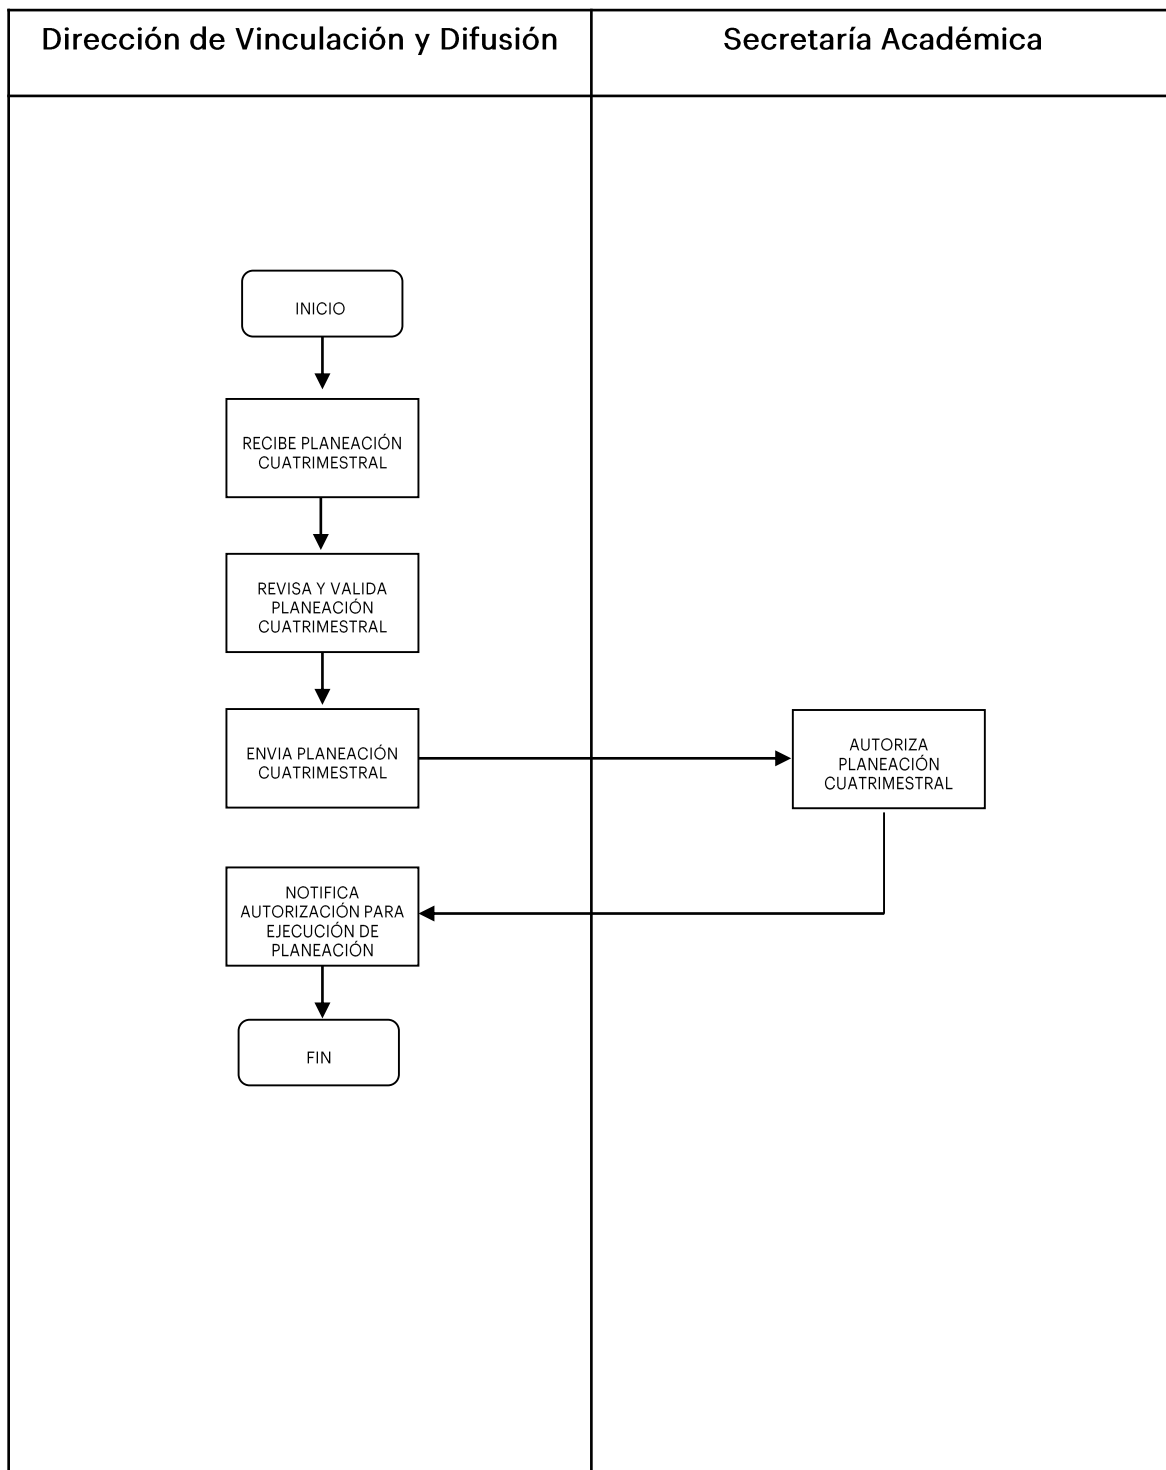 Dirección de Vinculación y Difusión
Secretaría Académica
INICIO
RECIBE PLANEACIÓN
CUATRIMESTRAL
REVISA Y VALIDA
PLANEACIÓN
CUATRIMESTRAL
ENVIA PLANEACIÓN
CUATRIMESTRAL
AUTORIZA
PLANEACIÓN
CUATRIMESTRAL
NOTIFICA
AUTORIZACIÓN PARA
EJECUCIÓN DE
PLANEACIÓN
FIN